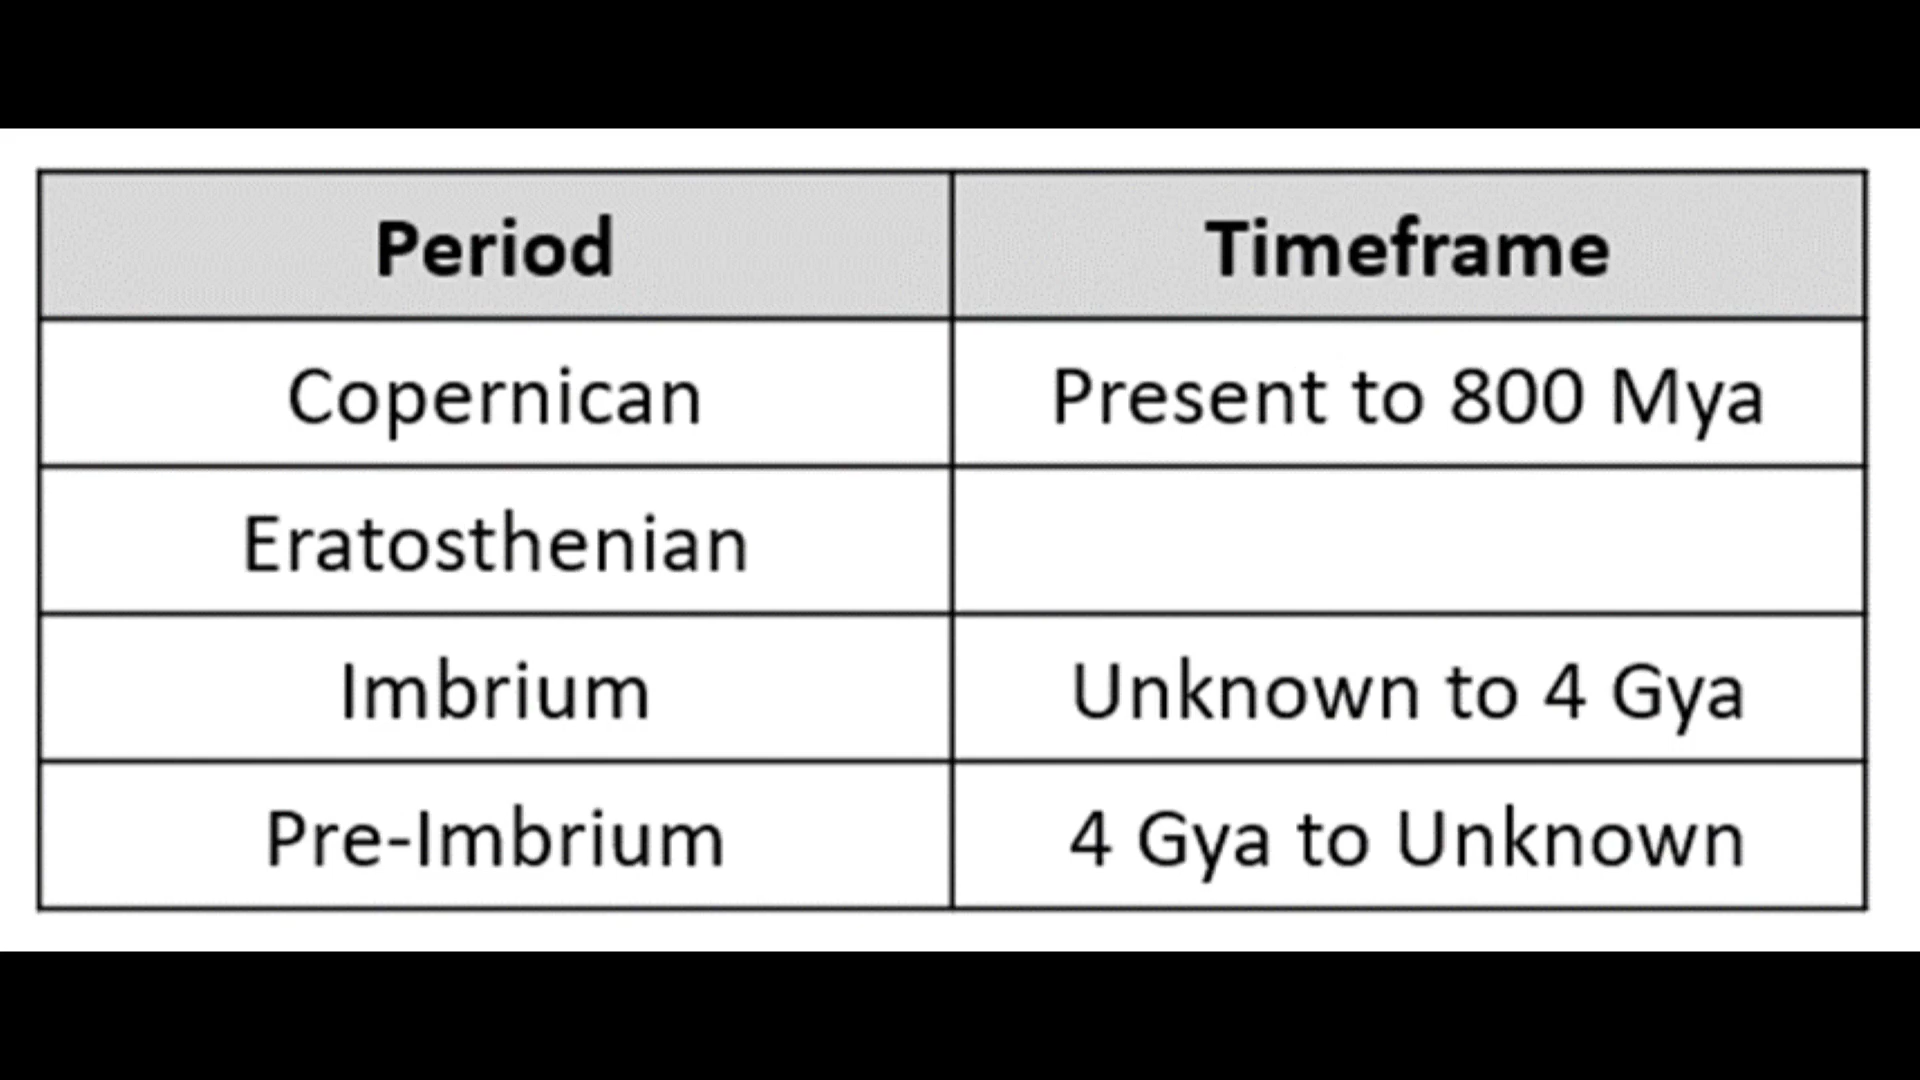 Period Timeframe
Copernican Present to 800 Mya
Eratosthenian
Imbrium Unknown to 4 Gya
Pre-Imbrium 4 Gya to Unknown